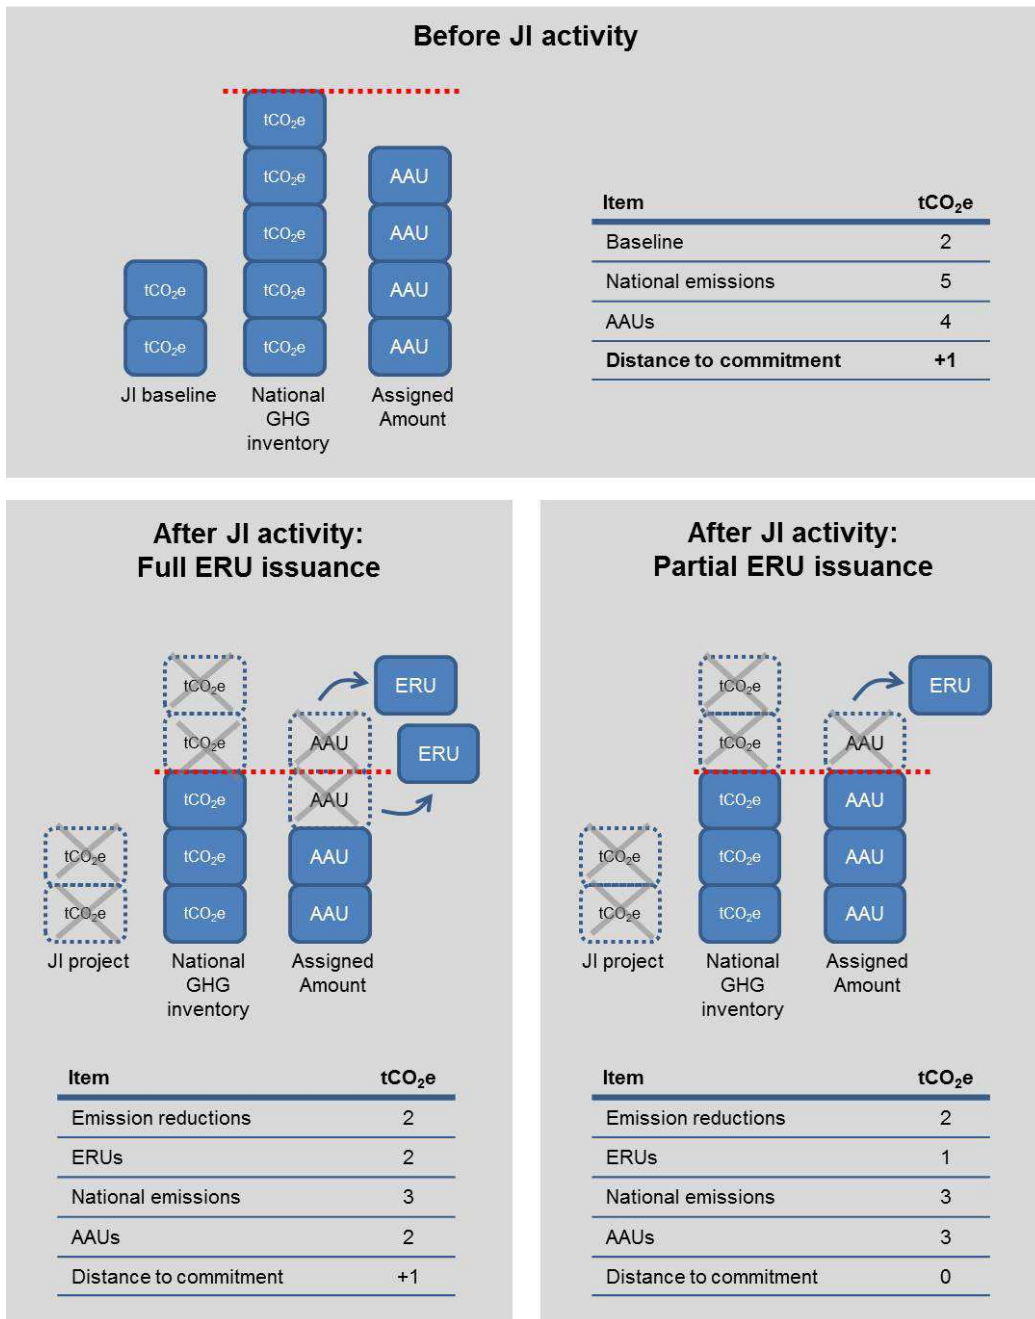 Before JI activity
tCO₂e
tCO₂e AAU
tCO₂e AAU
tCO₂e tCO₂e AAU
tCO₂e tCO₂e AAU
JI baseline National GHG inventory Assigned Amount
Item tCO₂e
Baseline 2
National emissions 5
AAUs 4
Distance to commitment +1
After JI activity:
Full ERU issuance
tCO₂e ERU
tCO₂e AAU ERU
tCO₂e AAU
tCO₂e tCO₂e AAU
tCO₂e tCO₂e AAU
JI project National GHG inventory Assigned Amount
Item tCO₂e
Emission reductions 2
ERUs 2
National emissions 3
AAUs 2
Distance to commitment +1
After JI activity:
Partial ERU issuance
tCO₂e ERU
tCO₂e AAU
tCO₂e AAU
tCO₂e tCO₂e AAU
tCO₂e tCO₂e AAU
JI project National GHG inventory Assigned Amount
Item tCO₂e
Emission reductions 2
ERUs 1
National emissions 3
AAUs 3
Distance to commitment 0